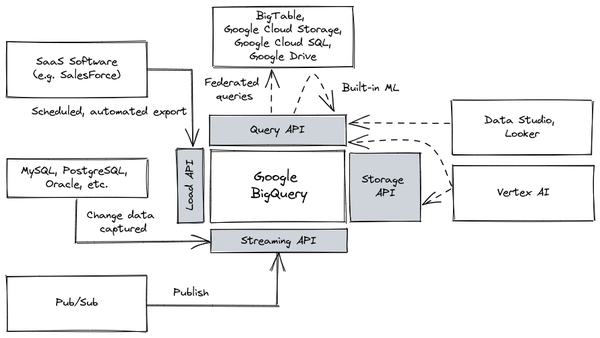 BigTable,
Google Cloud Storage,
Google Cloud SQL,
Google Drive
SaaS Software
(e.g. SalesForce)
Federated
queries
Built-in ML
Scheduled, automated export
Query API
Data Studio,
Looker
MySQL, PostgreSQL,
Oracle, etc.
Load API
Google
BigQuery
Storage
API
Vertex AI
Change data
captured
Streaming API
Pub/Sub
Publish